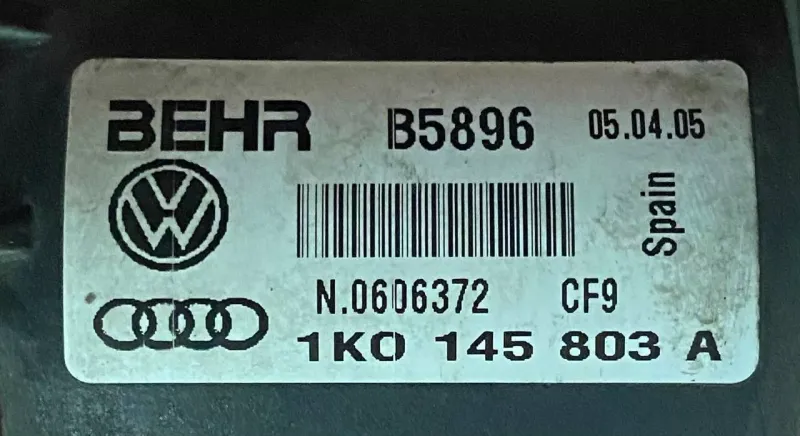 BEHR B5896 05.04.05
Spain
N.0606372 CF9
1K0 145 803 A